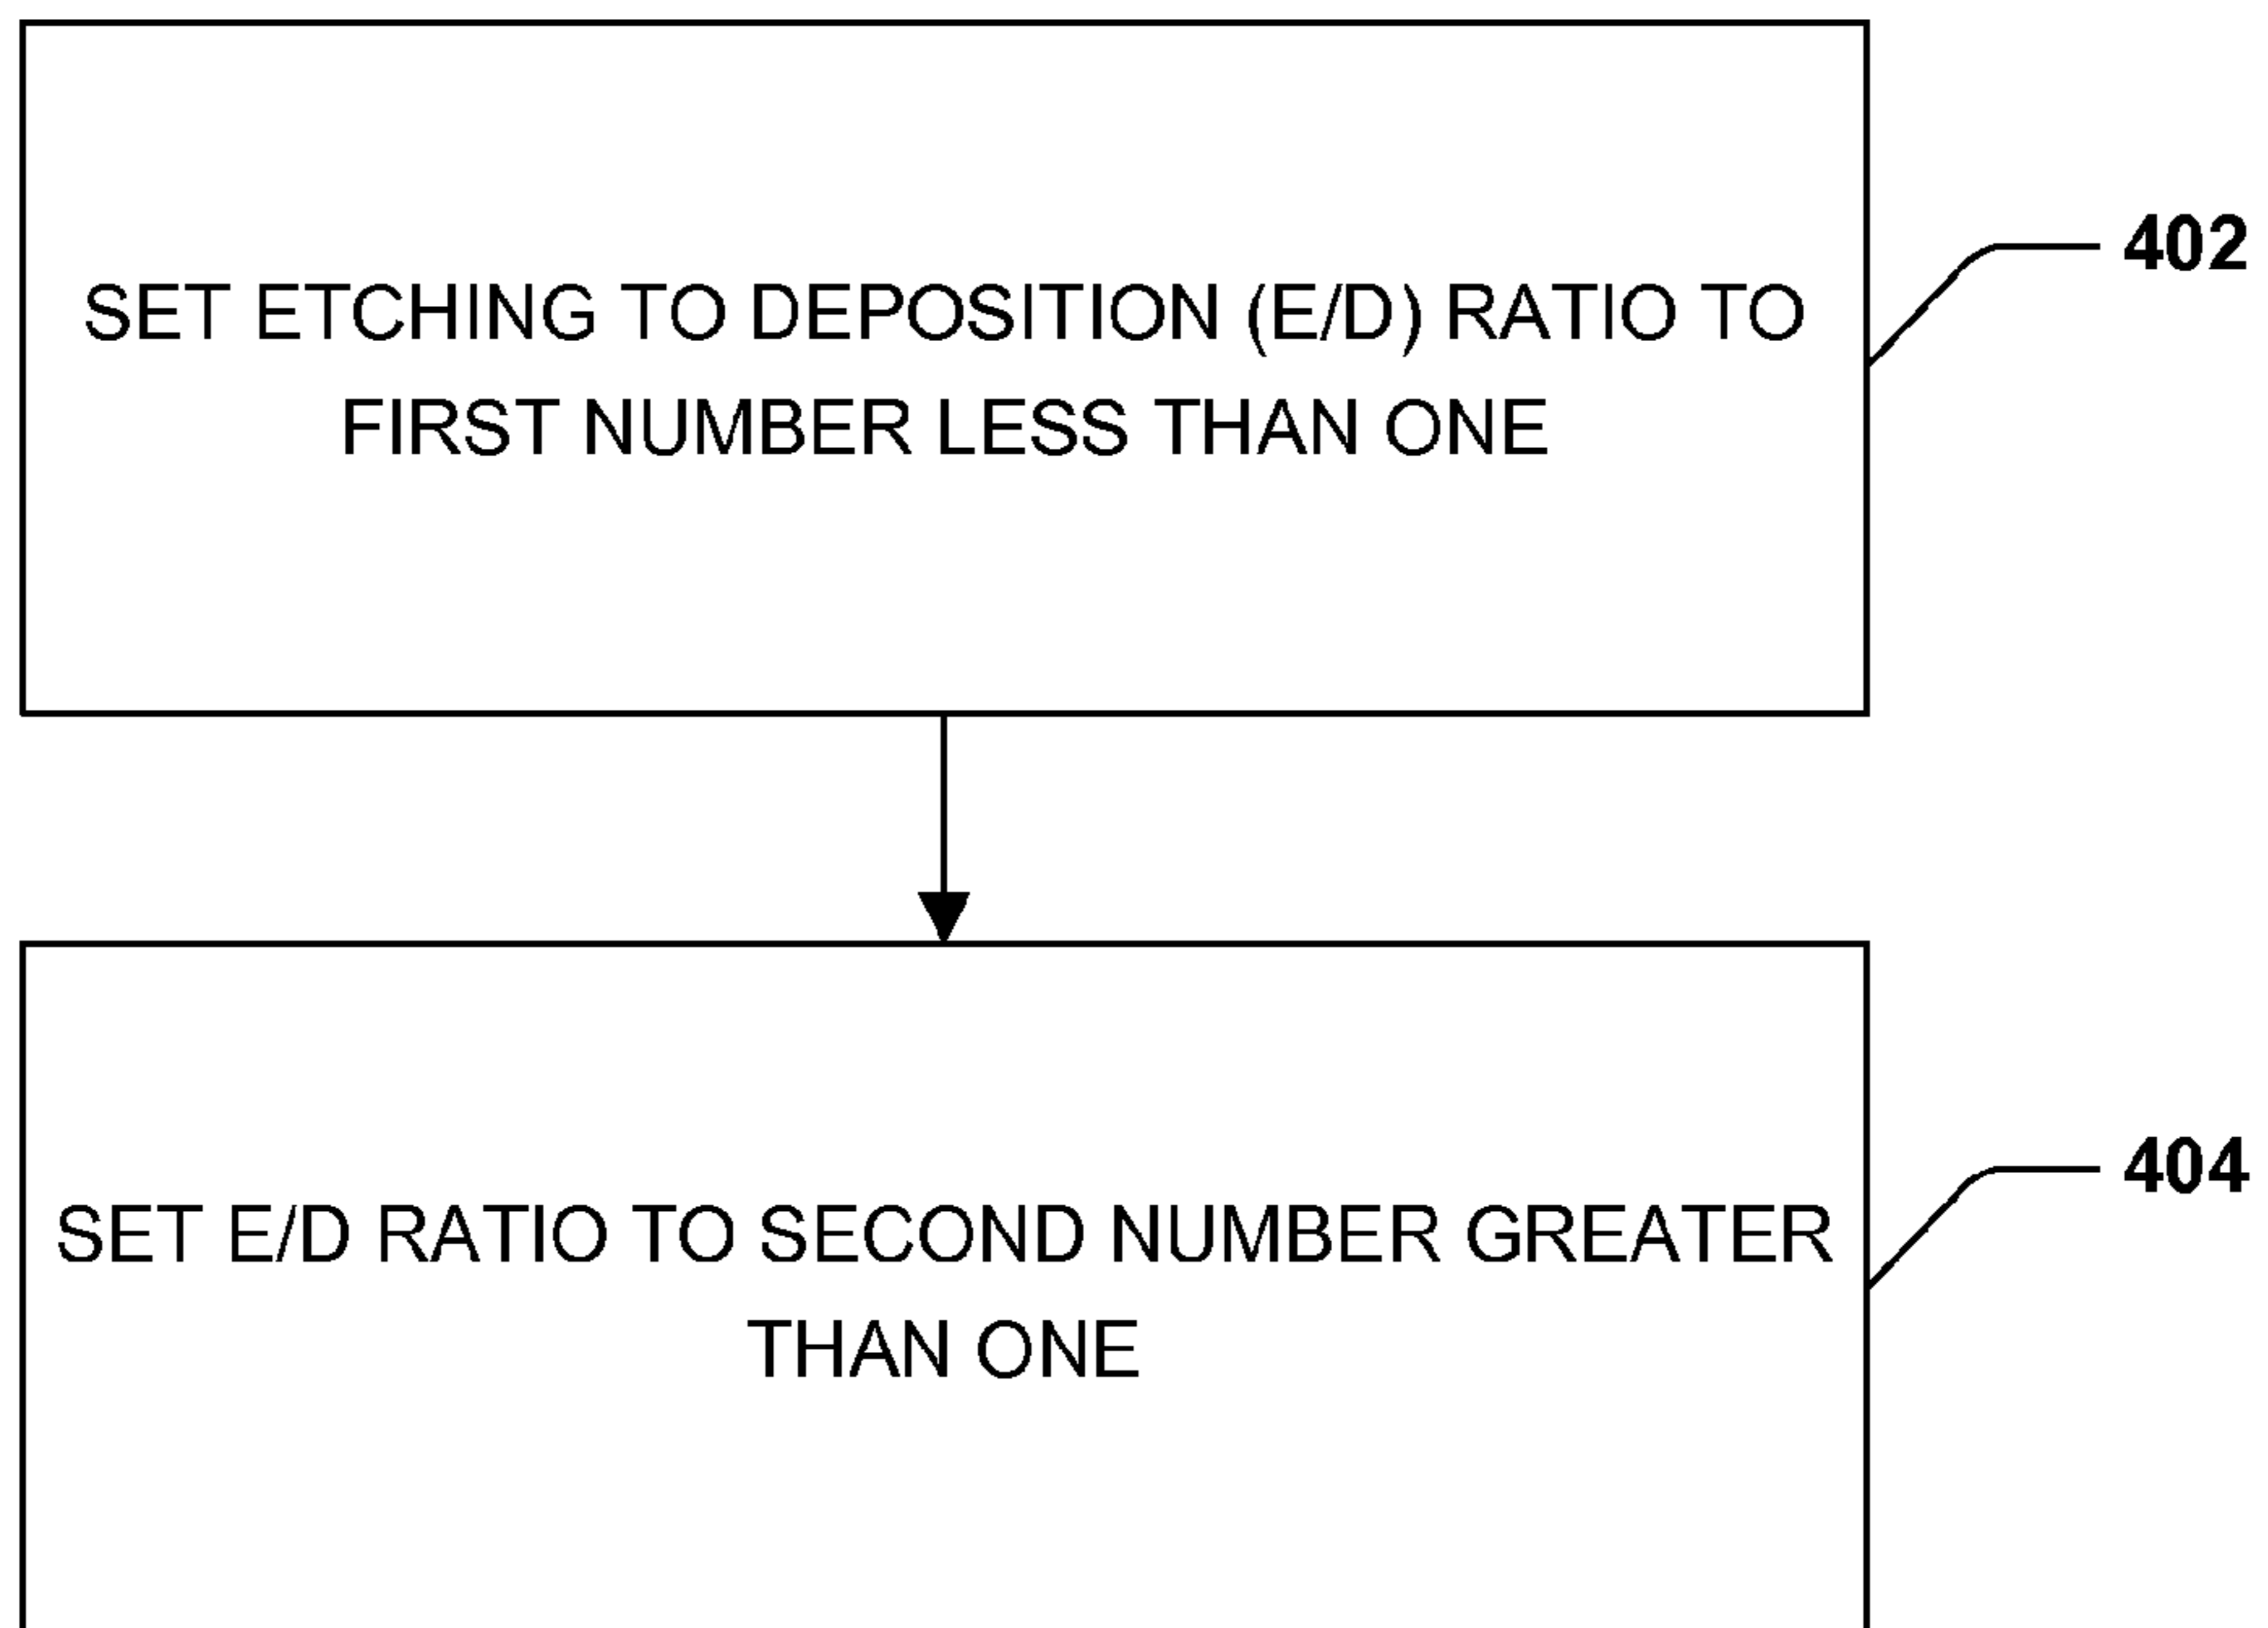 402
SET ETCHING TO DEPOSITION (E/D) RATIO TO
FIRST NUMBER LESS THAN ONE
404
SET E/D RATIO TO SECOND NUMBER GREATER
THAN ONE